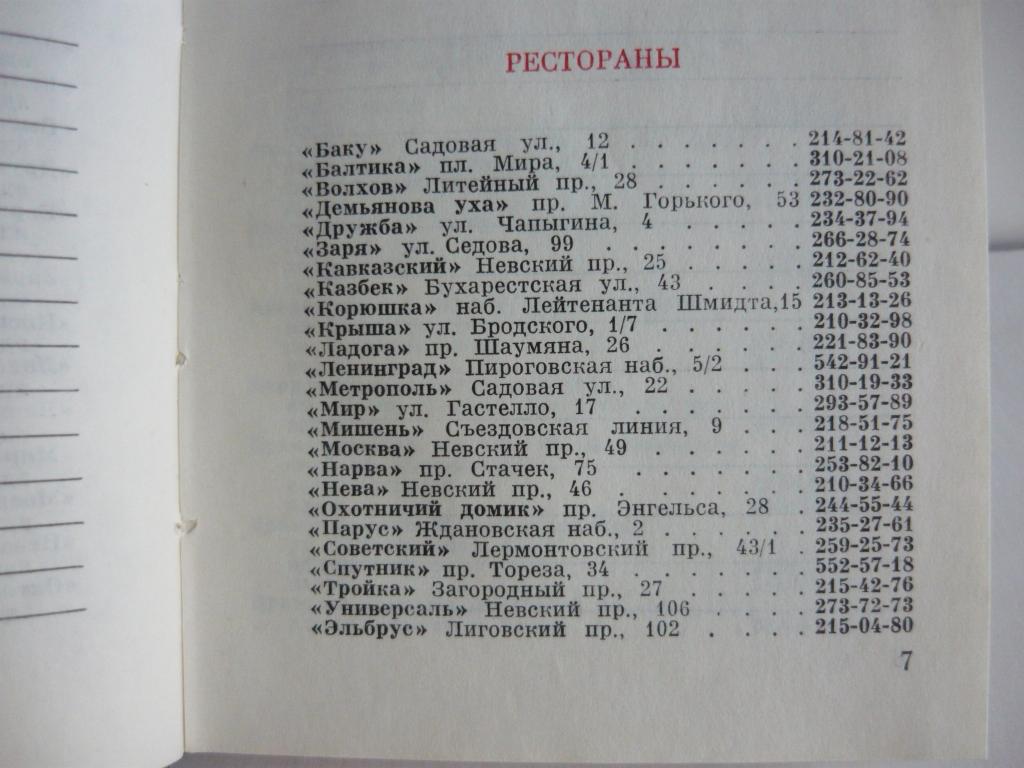 РЕСТОРАНЫ
«Баку» Садовая ул., 12 . . . . . . . 214-81-42
«Балтика» пл. Мира, 4/1 . . . . . . . 310-21-08
«Волхов» Литейный пр., 28 . . . . . . 273-22-62
«Демьянова уха» пр. М. Горького, 53 232-80-90
«Дружба» ул. Чапыгина, 4 . . . . . . 234-37-94
«Заря» ул. Седова, 99 . . . . . . . . 266-28-74
«Кавказский» Невский пр., 25 . . . . . 212-62-40
«Казбек» Бухарестская ул., 43 . . . . . 260-85-53
«Корюшка» наб. Лейтенанта Шмидта,15 213-13-26
«Крыша» ул. Бродского, 1/7 . . . . . . 210-32-98
«Ладога» пр. Шаумяна, 26 . . . . . . 221-83-90
«Ленинград» Пироговская наб., 5/2 . . . 542-91-21
«Метрополь» Садовая ул., 22 . . . . . 310-19-33
«Мир» ул. Гастелло, 17 . . . . . . . 293-57-89
«Мишень» Съездовская линия, 9 . . . 218-51-75
«Москва» Невский пр., 49 . . . . . . 211-12-13
«Нарва» пр. Стачек, 75 . . . . . . 253-82-10
«Нева» Невский пр., 46 . . . . . . . 210-34-66
«Охотничий домик» пр. Энгельса, 28 . 244-55-44
«Парус» Ждановская наб., 2 . . . . . . 235-27-61
«Советский» Лермонтовский пр., 43/1 . 259-25-73
«Спутник» пр. Тореза, 34 . . . . . . . 552-57-18
«Тройка» Загородный пр., 27 . . . . . 215-42-76
«Универсаль» Невский пр., 106 . . . . 273-72-73
«Эльбрус» Лиговский пр., 102 . . . . 215-04-80
7